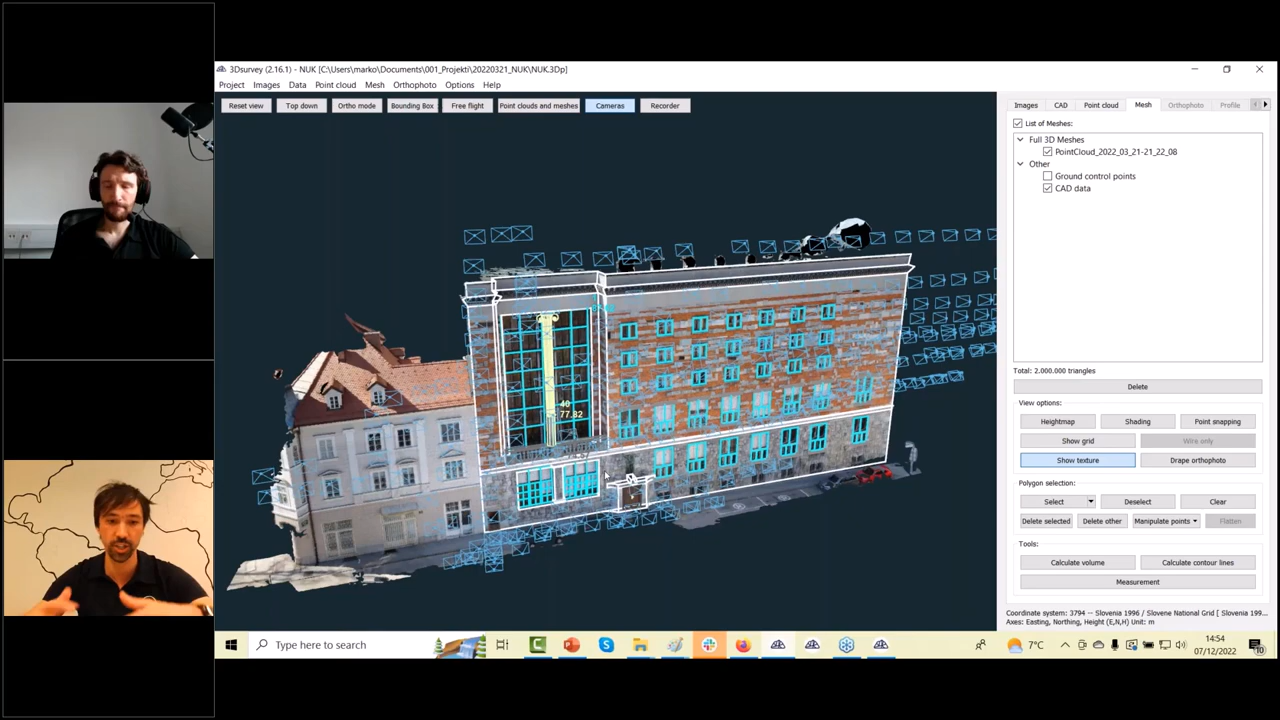 3Dsurvey (2.16.1) - NUK [C:\Users\marko\Documents\001_Projekti\20220321_NUK\NUK.3Dp]
Project Images Data Point cloud Mesh Orthophoto Options Help
Reset view Top down Ortho mode Bounding Box Free flight Point clouds and meshes Cameras Recorder
Images CAD Point cloud Mesh Orthophoto Profile
List of Meshes:
Full 3D Meshes
PointCloud_2022_03_21-21_22_08
Other
Ground control points
CAD data
40
77.82
Total: 2.000.000 triangles
Delete
View options:
Heightmap Shading Point snapping
Show grid Wire only
Show texture Drape orthophoto
Polygon selection:
Select Deselect Clear
Delete selected Delete other Manipulate points Flatten
Tools:
Calculate volume Calculate contour lines
Measurement
Coordinate system: 3794 -- Slovenia 1996 / Slovene National Grid [ Slovenia 199...
Axes: Easting, Northing, Height (E,N,H) Unit: m
Type here to search
7°C
14:54
07/12/2022
10